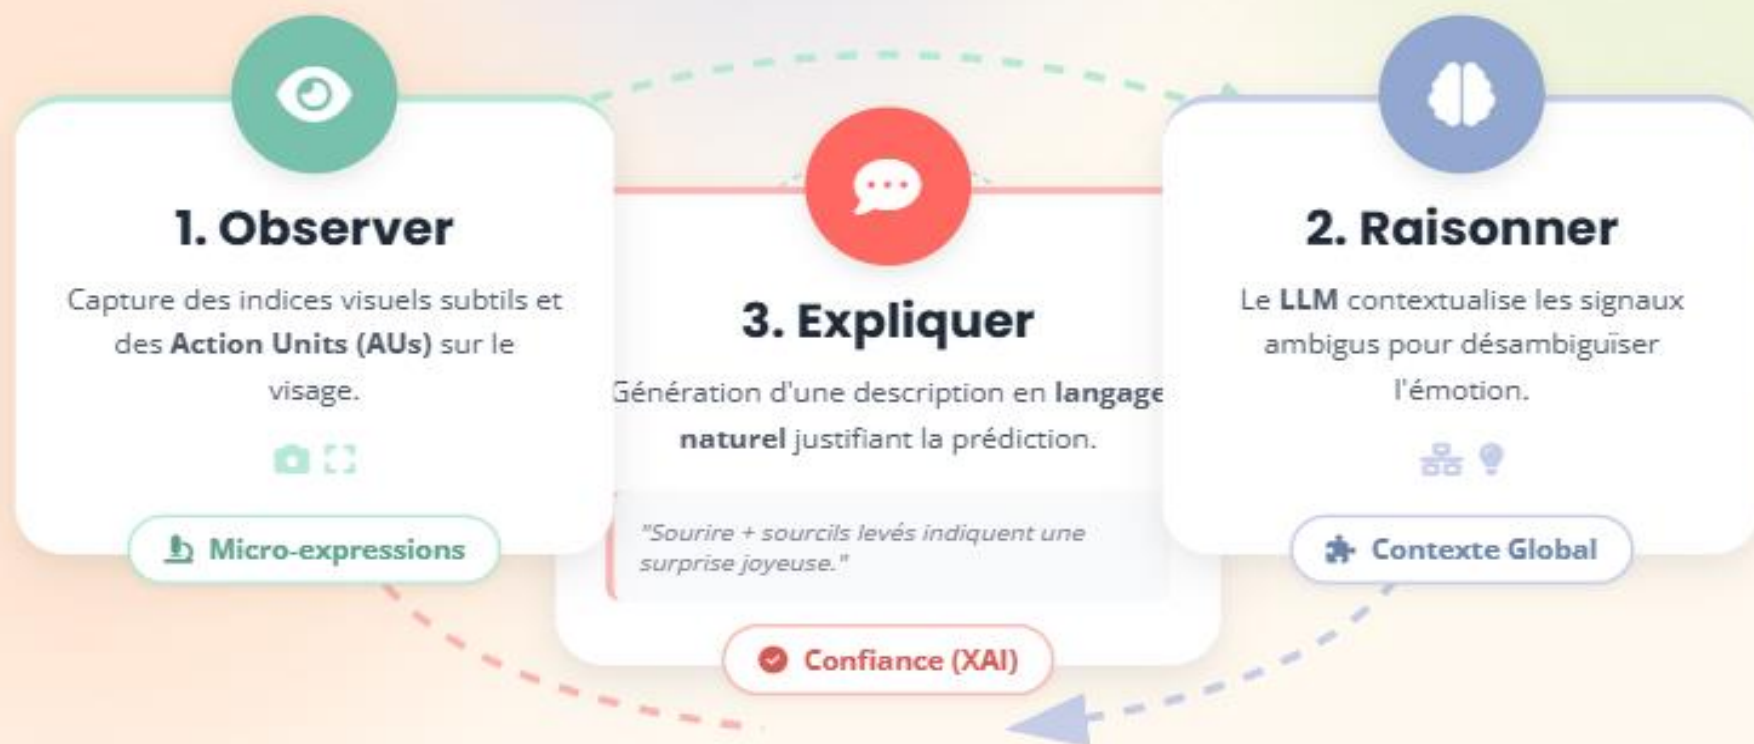 1. Observer
Capture des indices visuels subtils et
des Action Units (AUs) sur le
visage.
Micro-expressions
2. Raisonner
Le LLM contextualise les signaux
ambigus pour désambiguïser
l'émotion.
Contexte Global
3. Expliquer
Génération d'une description en langage
naturel justifiant la prédiction.
"Sourire + sourcils levés indiquent une
surprise joyeuse."
Confiance (XAI)